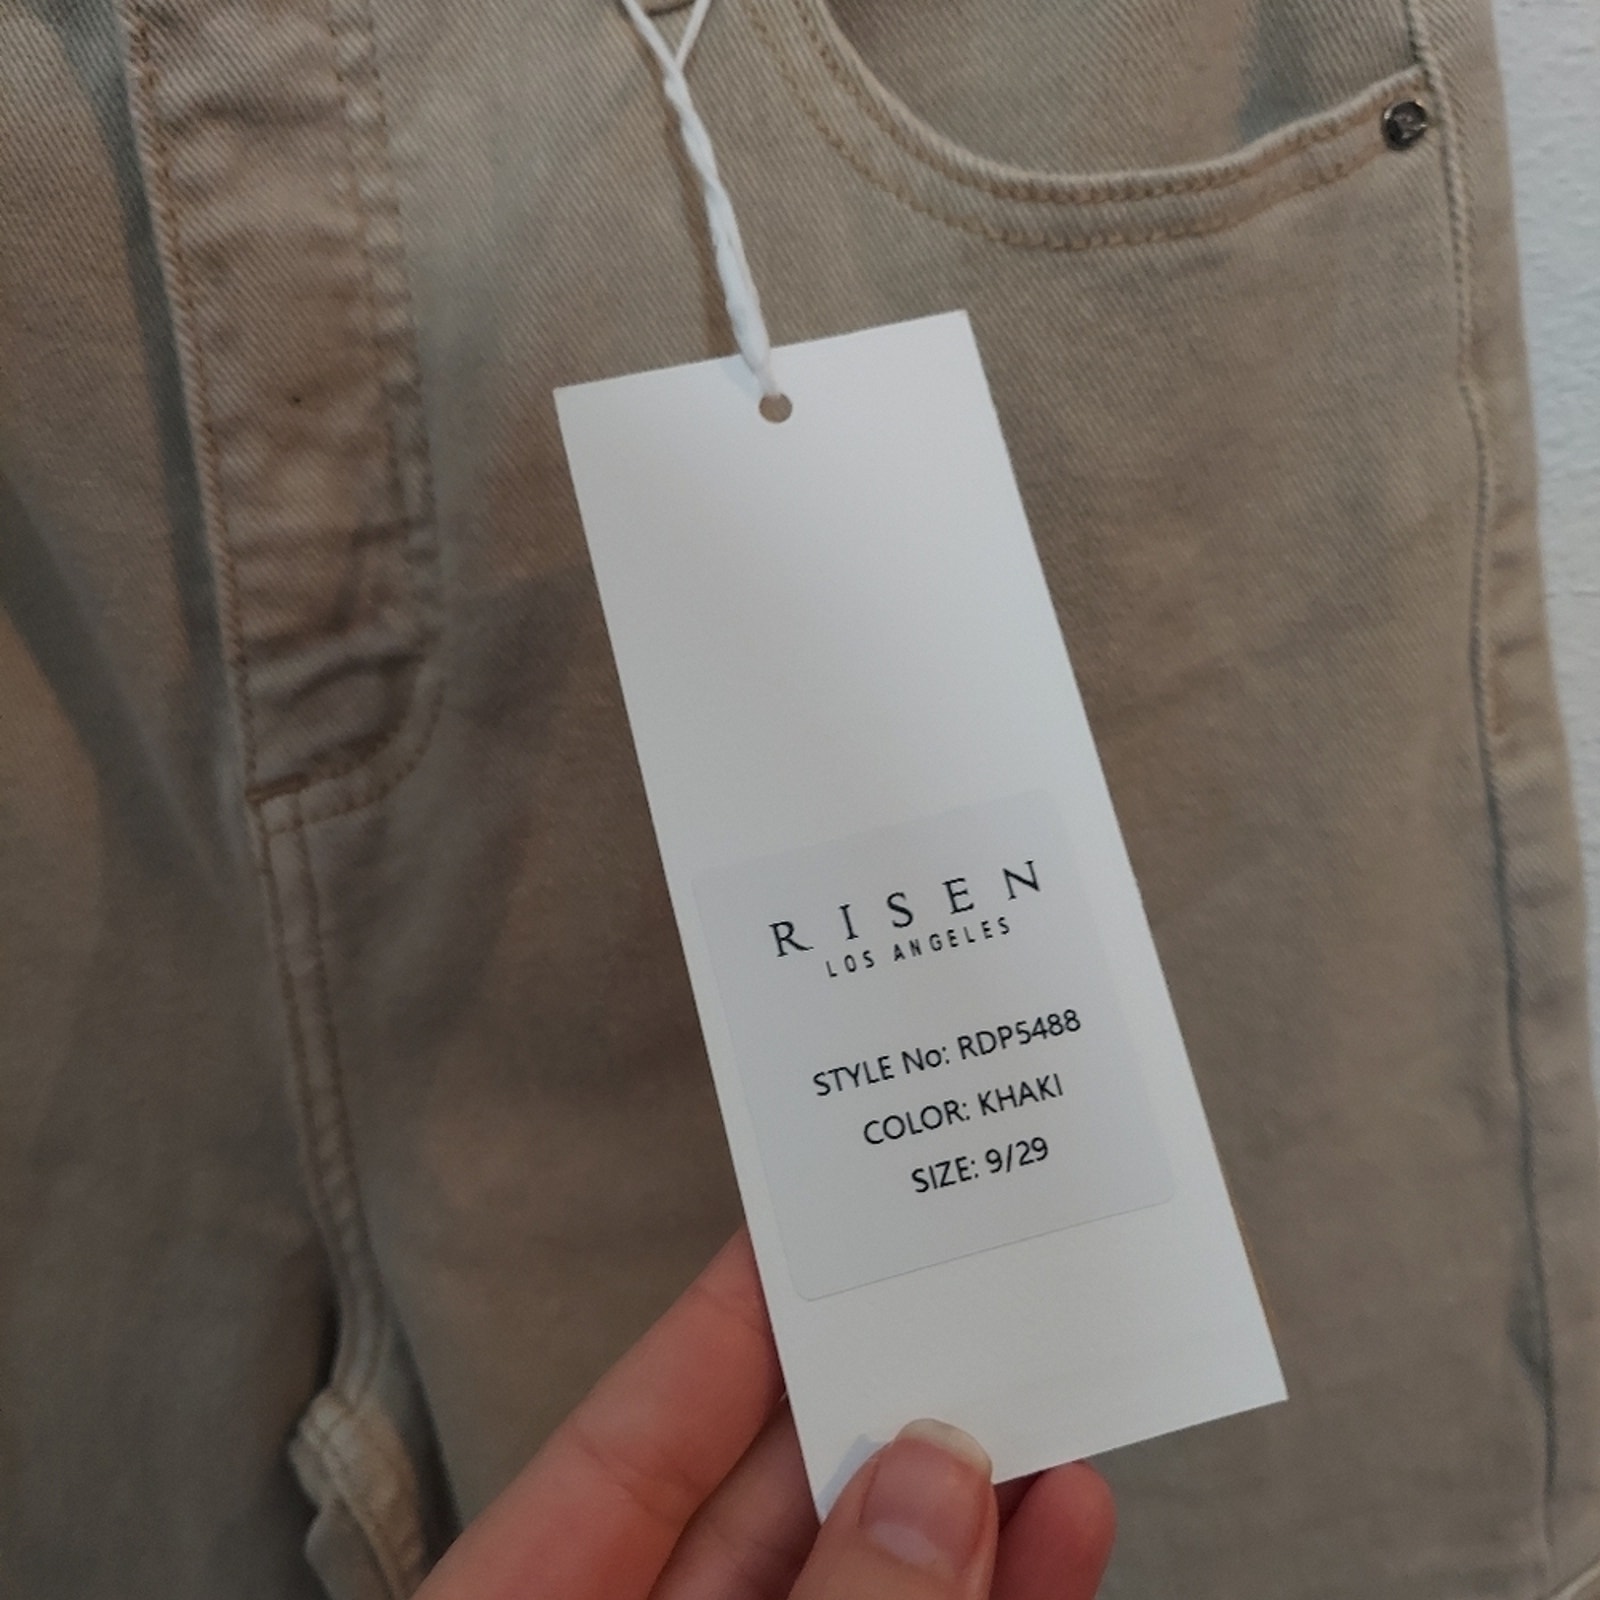 RISEN
LOS ANGELES
STYLE No: RDP5488
COLOR: KHAKI
SIZE: 9/29